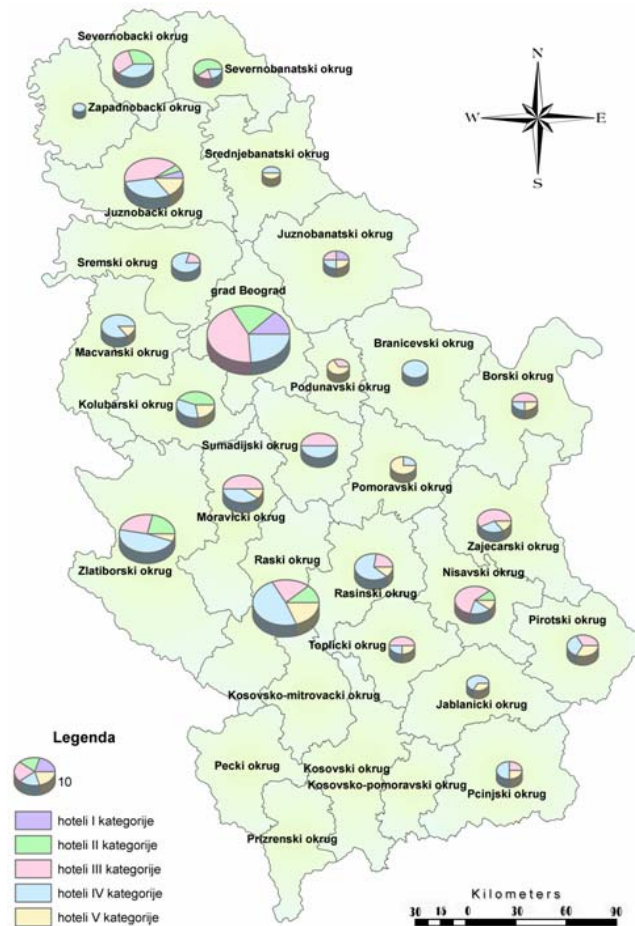 Severnobacki okrug
Severnobanatski okrug
Zapadnobacki okrug
N
W
E
S
Srednjebanatski okrug
Juznobacki okrug
Juznobanatski okrug
Sremski okrug
grad Beograd
Macvanski okrug
Branicevski okrug
Podunavski okrug
Borski okrug
Kolubarski okrug
Sumadijski okrug
Pomoravski okrug
Moravicki okrug
Zajecarski okrug
Zlatiborski okrug
Raski okrug
Rasinski okrug
Nisavski okrug
Pirotski okrug
Toplicki okrug
Kosovsko-mitrovacki okrug
Jablanicki okrug
Legenda
Pecki okrug
Kosovski okrug
Kosovsko-pomoravski okrug
Pcinjski okrug
10
hoteli I kategorije
hoteli II kategorije
Prizrenski okrug
hoteli III kategorije
hoteli IV kategorije
hoteli V kategorije
Kilometers
30 15 0 30 60 90